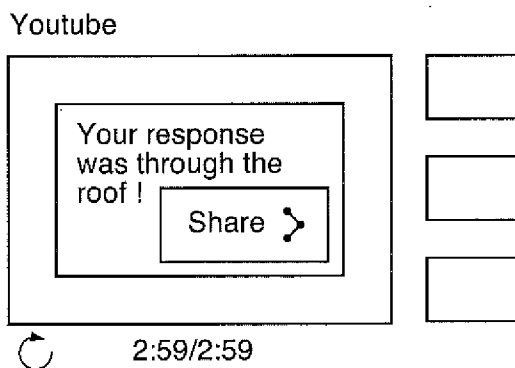 Youtube
Your response
was through the
roof !
Share
2:59/2:59